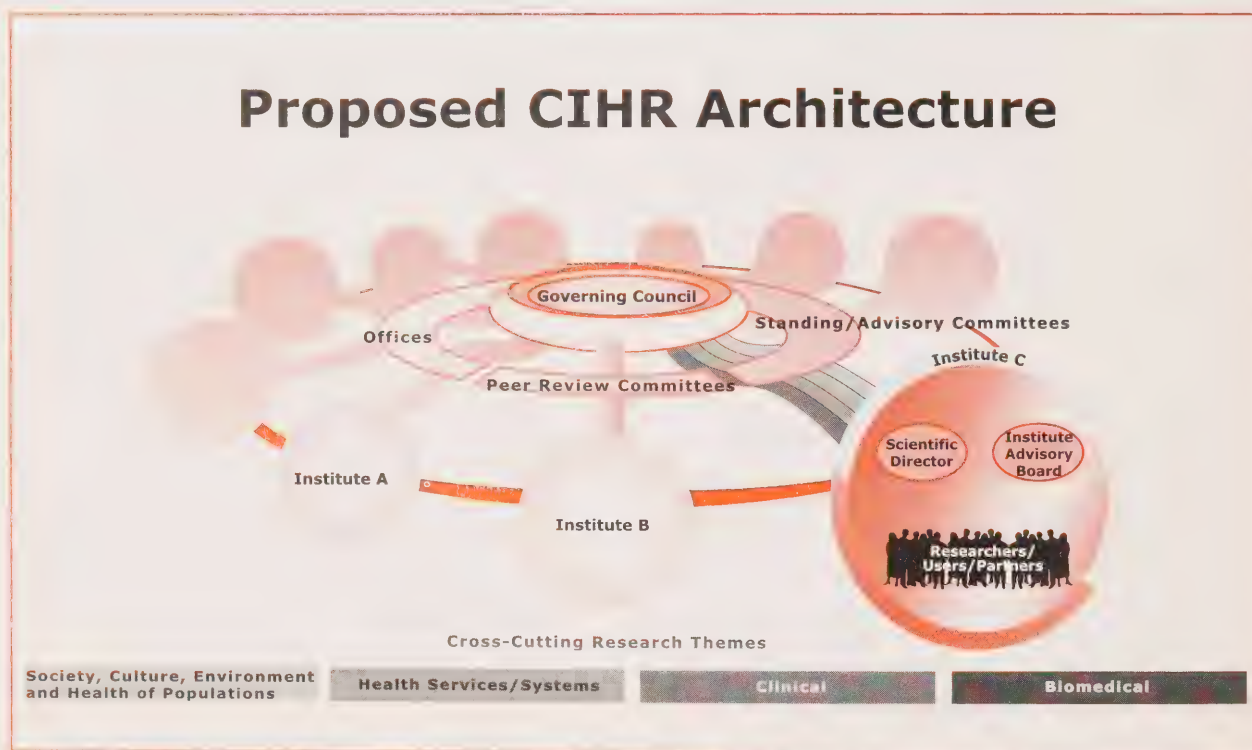 Proposed CIHR Architecture
Governing Council
Offices
Standing/Advisory Committees
Peer Review Committees
Institute C
Scientific
Director
Institute
Advisory
Board
Institute A
Institute B
Researchers/
Users/Partners
Cross-Cutting Research Themes
Society, Culture, Environment
and Health of Populations
Health Services/Systems
Clinical
Biomedical